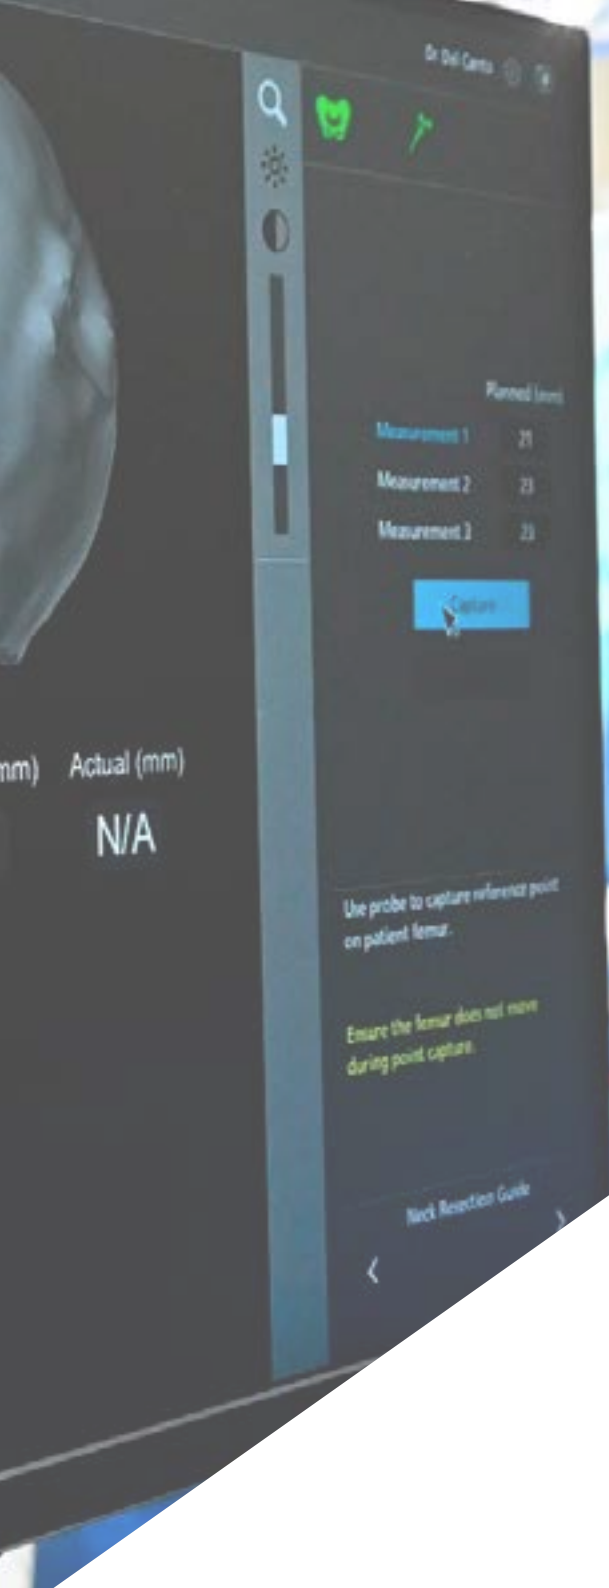 Dr Del Canto
Planned (mm)
Measurement 1 21
Measurement 2 23
Measurement 3 23
Capture
mm) Actual (mm)
N/A
Use probe to capture reference point
on patient femur.
Ensure the femur does not move
during point capture.
Neck Resection Guide